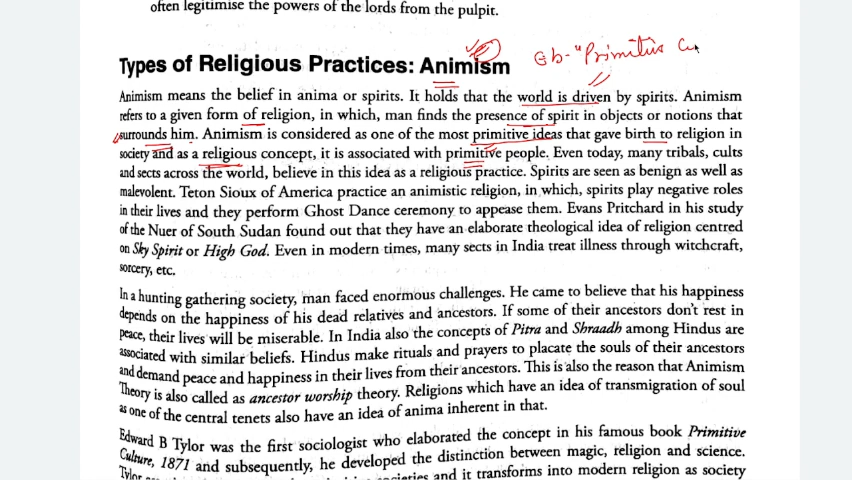 often legitimise the powers of the lords from the pulpit.
Types of Religious Practices: Animism
Gb - "Primitive Cu
Animism means the belief in anima or spirits. It holds that the world is driven by spirits. Animism
refers to a given form of religion, in which, man finds the presence of spirit in objects or notions that
surrounds him. Animism is considered as one of the most primitive ideas that gave birth to religion in
society and as a religious concept, it is associated with primitive people. Even today, many tribals, cults
and sects across the world, believe in this idea as a religious practice. Spirits are seen as benign as well as
malevolent. Teton Sioux of America practice an animistic religion, in which, spirits play negative roles
in their lives and they perform Ghost Dance ceremony to appease them. Evans Pritchard in his study
of the Nuer of South Sudan found out that they have an elaborate theological idea of religion centred
on Sky Spirit or High God. Even in modern times, many sects in India treat illness through witchcraft,
sorcery, etc.
In a hunting gathering society, man faced enormous challenges. He came to believe that his happiness
depends on the happiness of his dead relatives and ancestors. If some of their ancestors don't rest in
peace, their lives will be miserable. In India also the concepts of Pitra and Shraadh among Hindus are
associated with similar beliefs. Hindus make rituals and prayers to placate the souls of their ancestors
and demand peace and happiness in their lives from their ancestors. This is also the reason that Animism
Theory is also called as ancestor worship theory. Religions which have an idea of transmigration of soul
as one of the central tenets also have an idea of anima inherent in that.
Edward B Tylor was the first sociologist who elaborated the concept in his famous book Primitive
Culture, 1871 and subsequently, he developed the distinction between magic, religion and science.
Tylor and it transforms into modern religion as society